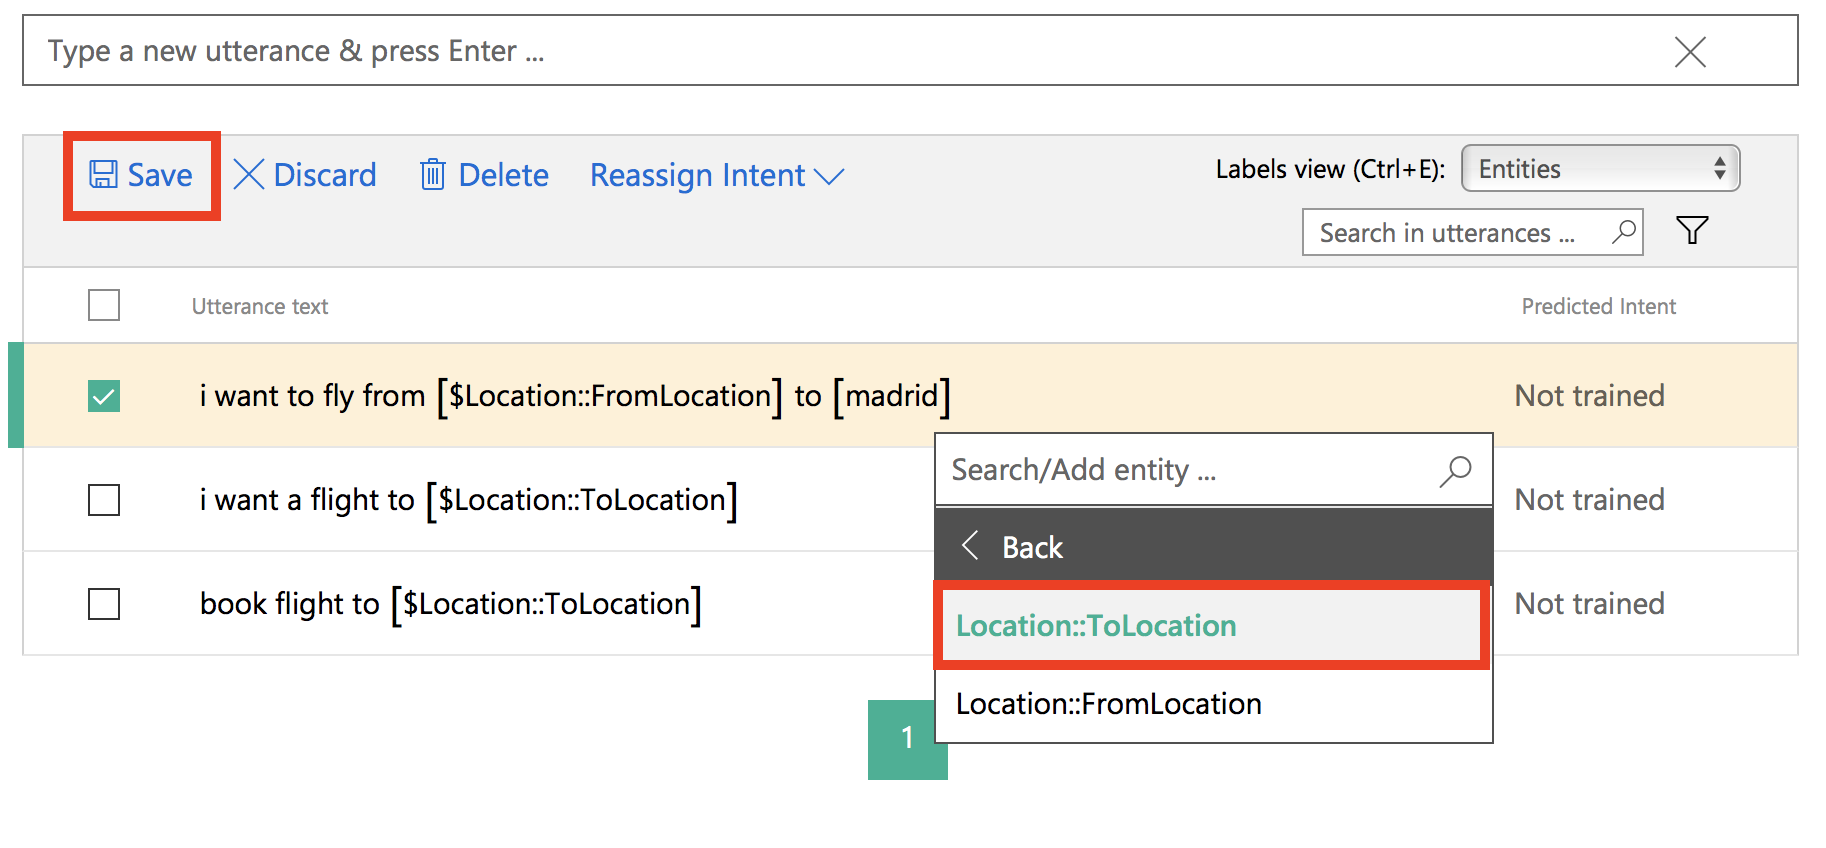 Type a new utterance & press Enter ...
Save Discard Delete Reassign Intent Labels view (Ctrl+E): Entities
Search in utterances ...
Utterance text Predicted Intent
i want to fly from [$Location::FromLocation] to [madrid] Not trained
Search/Add entity ...
i want a flight to [$Location::ToLocation] Not trained
Back
book flight to [$Location::ToLocation] Not trained
Location::ToLocation
Location::FromLocation
1